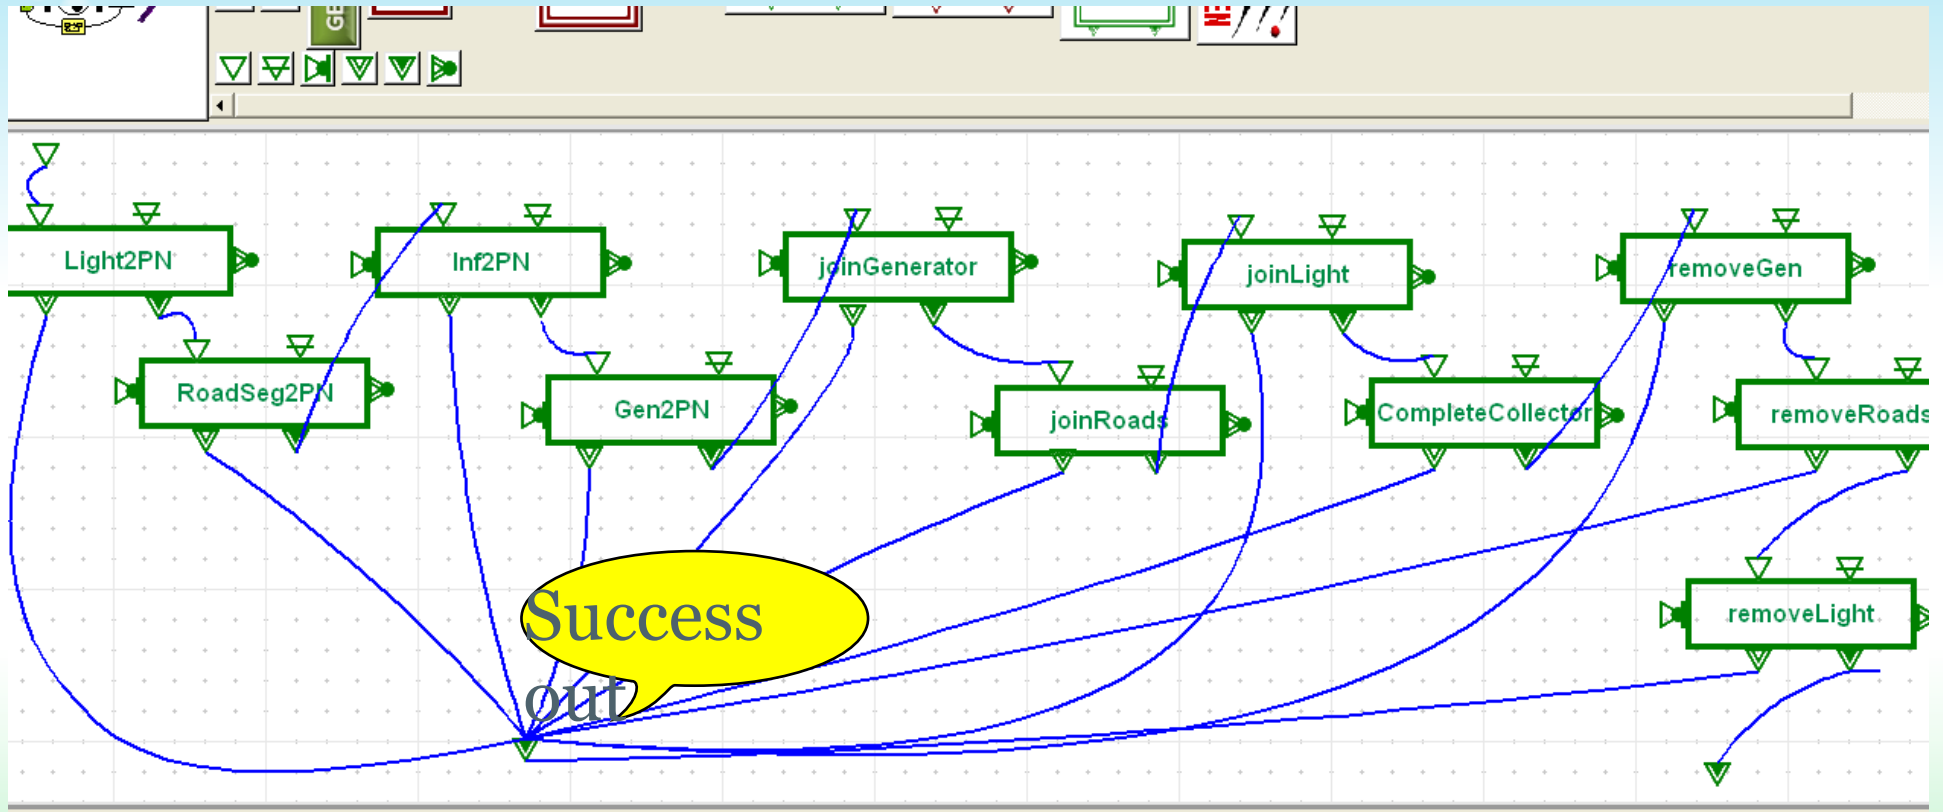 Light2PN
Inf2PN
joinGenerator
joinLight
removeGen
RoadSeg2PN
Gen2PN
joinRoads
CompleteCollector
removeRoads
Success
out
removeLight